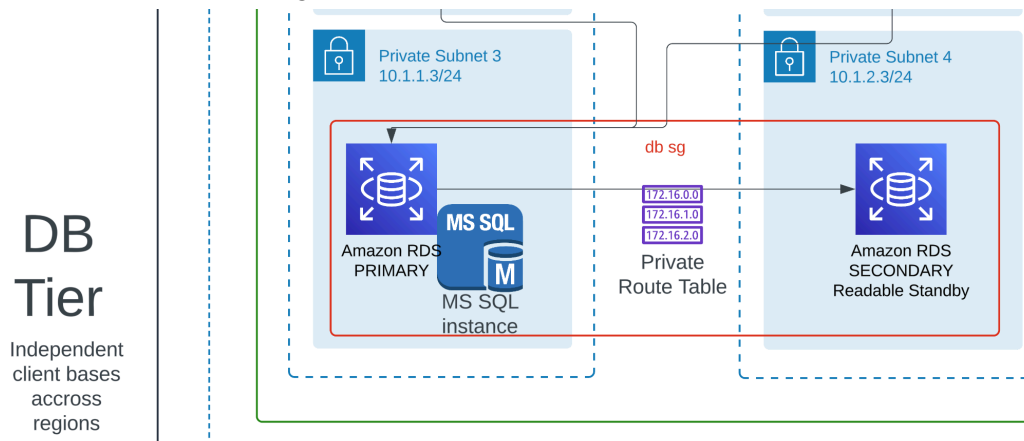 Private Subnet 3
10.1.1.3/24
Private Subnet 4
10.1.2.3/24
db sg
172.16.0.0
172.16.1.0
172.16.2.0
MS SQL
M
Amazon RDS
PRIMARY
MS SQL
instance
Private
Route Table
Amazon RDS
SECONDARY
Readable Standby
DB
Tier
Independent
client bases
accross
regions